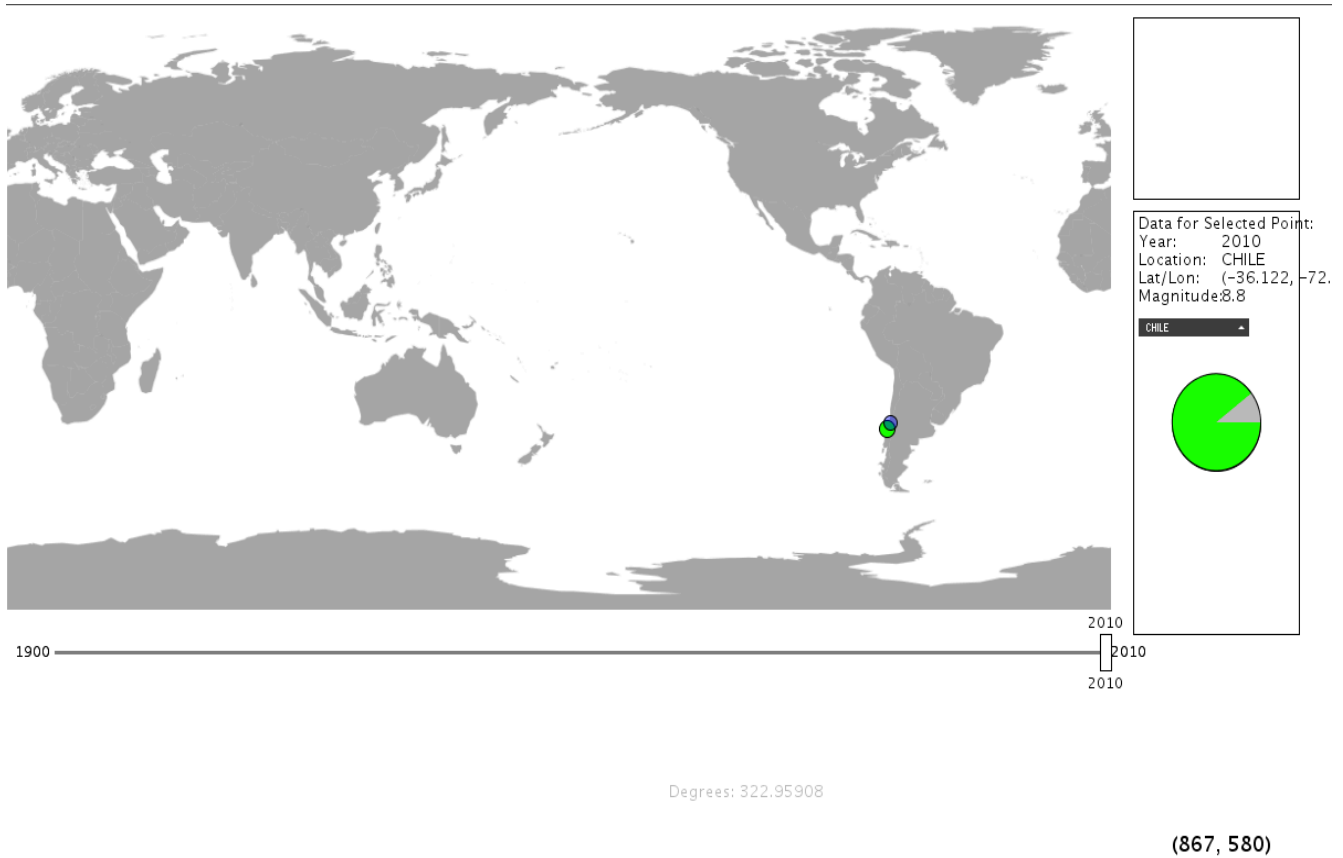 Data for Selected Point:
Year: 2010
Location: CHILE
Lat/Lon: (-36.122, -72.
Magnitude:8.8
CHILE
2010
1900
2010
2010
Degrees: 322.95908
(867, 580)